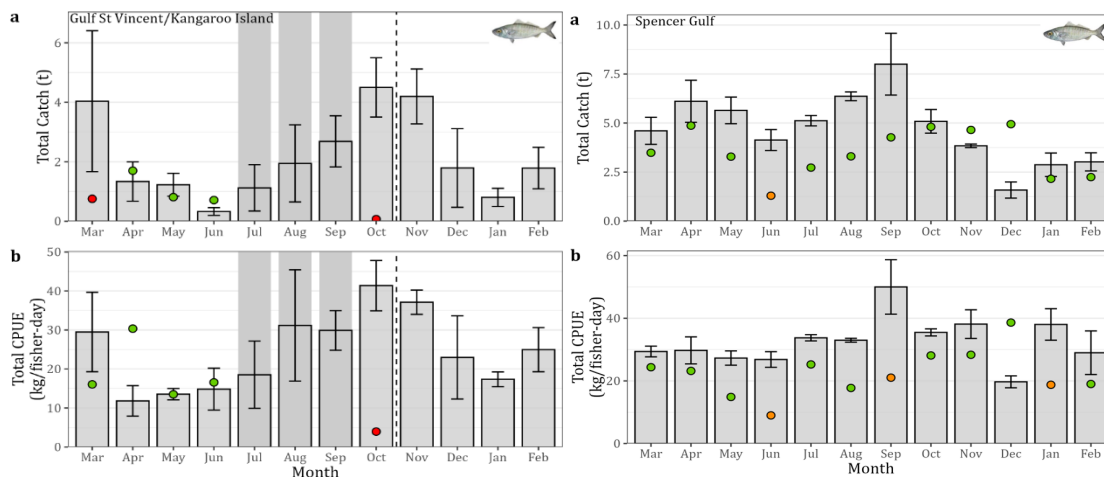 a
Gulf St Vincent/Kangaroo Island
Total Catch (t)
6
4
2
0
Mar Apr May Jun Jul Aug Sep Oct Nov Dec Jan Feb
b
Total CPUE
(kg/fisher-day)
50
40
30
20
10
0
Mar Apr May Jun Jul Aug Sep Oct Nov Dec Jan Feb
Month
a
Spencer Gulf
Total Catch (t)
10.0
7.5
5.0
2.5
0.0
Mar Apr May Jun Jul Aug Sep Oct Nov Dec Jan Feb
b
Total CPUE
(kg/fisher-day)
60
40
20
0
Mar Apr May Jun Jul Aug Sep Oct Nov Dec Jan Feb
Month